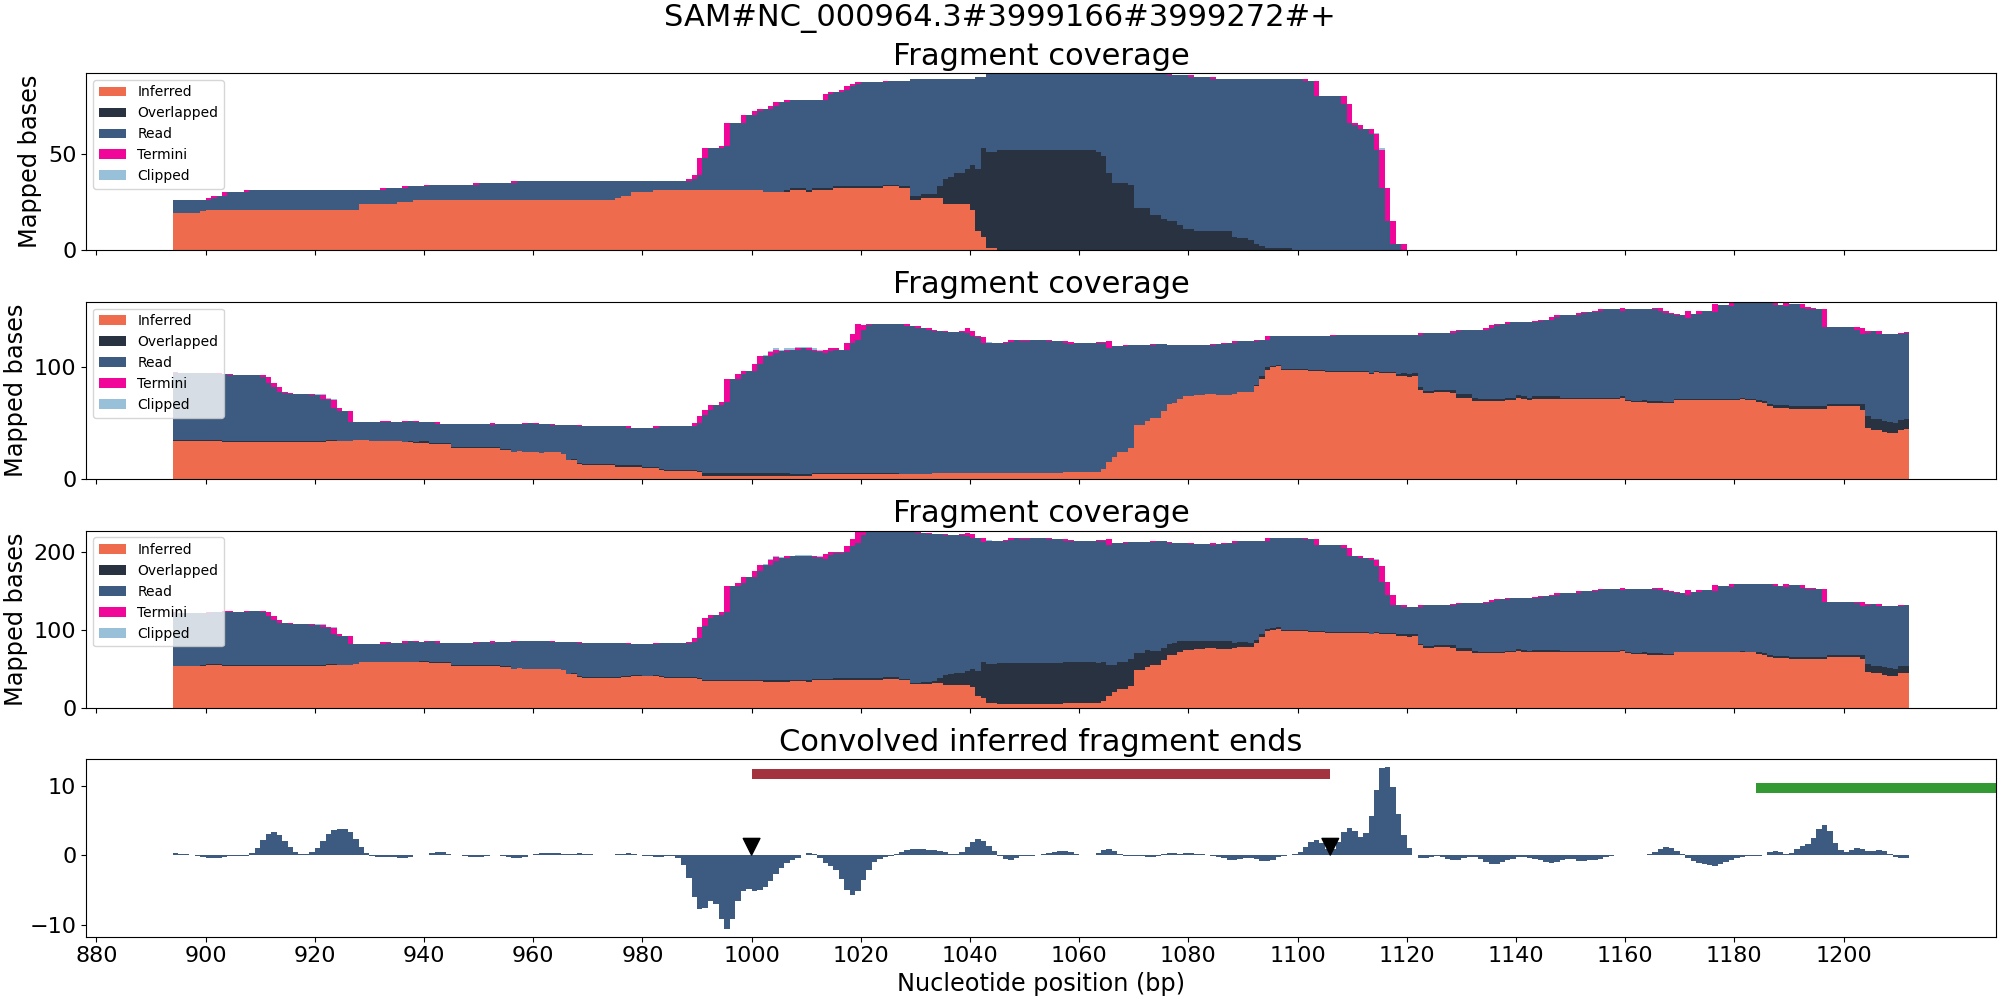 SAM#NC_000964.3#3999166#3999272#+
Fragment coverage
Mapped bases
50
0
Inferred
Overlapped
Read
Termini
Clipped
Fragment coverage
Mapped bases
100
0
Inferred
Overlapped
Read
Termini
Clipped
Fragment coverage
Mapped bases
200
100
0
Inferred
Overlapped
Read
Termini
Clipped
Convolved inferred fragment ends
10
0
−10
880 900 920 940 960 980 1000 1020 1040 1060 1080 1100 1120 1140 1160 1180 1200
Nucleotide position (bp)